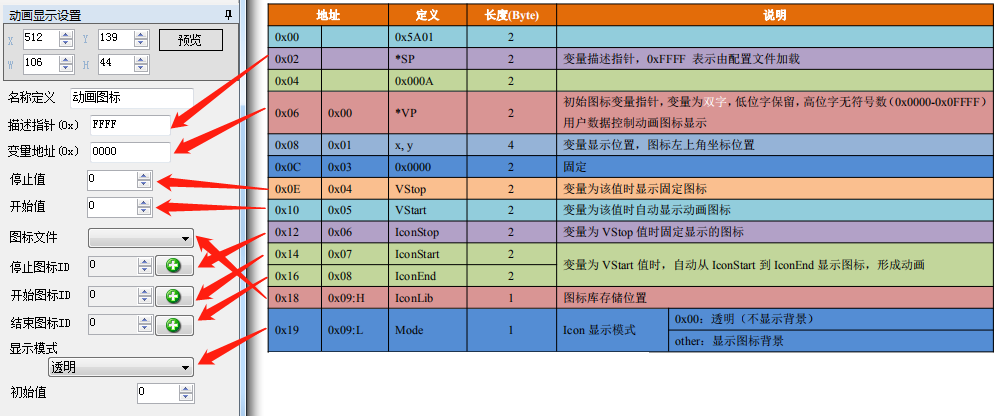 动画显示设置
X 512 Y 139 预览
W 106 H 44
名称定义 动画图标
描述指针(0x) FFFF
变量地址(0x) 0000
停止值 0
开始值 0
图标文件
停止图标ID 0
开始图标ID 0
结束图标ID 0
显示模式
透明
初始值 0
地址 定义 长度(Byte) 说明
0x00 0x5A01 2
0x02 *SP 2 变量描述指针，0xFFFF 表示由配置文件加载
0x04 0x000A 2
0x06 0x00 *VP 2 初始图标变量指针，变量为双字，低位字保留，高位字无符号数（0x0000-0x0FFFF）
用户数据控制动画图标显示
0x08 0x01 x, y 4 变量显示位置，图标左上角坐标位置
0x0C 0x03 0x0000 2 固定
0x0E 0x04 VStop 2 变量为该值时显示固定图标
0x10 0x05 VStart 2 变量为该值时自动显示动画图标
0x12 0x06 IconStop 2 变量为 VStop 值时固定显示的图标
0x14 0x07 IconStart 2 变量为 VStart 值时，自动从 IconStart 到 IconEnd 显示图标，形成动画
0x16 0x08 IconEnd 2
0x18 0x09:H IconLib 1 图标库存储位置
0x19 0x09:L Mode 1 Icon 显示模式 0x00：透明（不显示背景）
other：显示图标背景